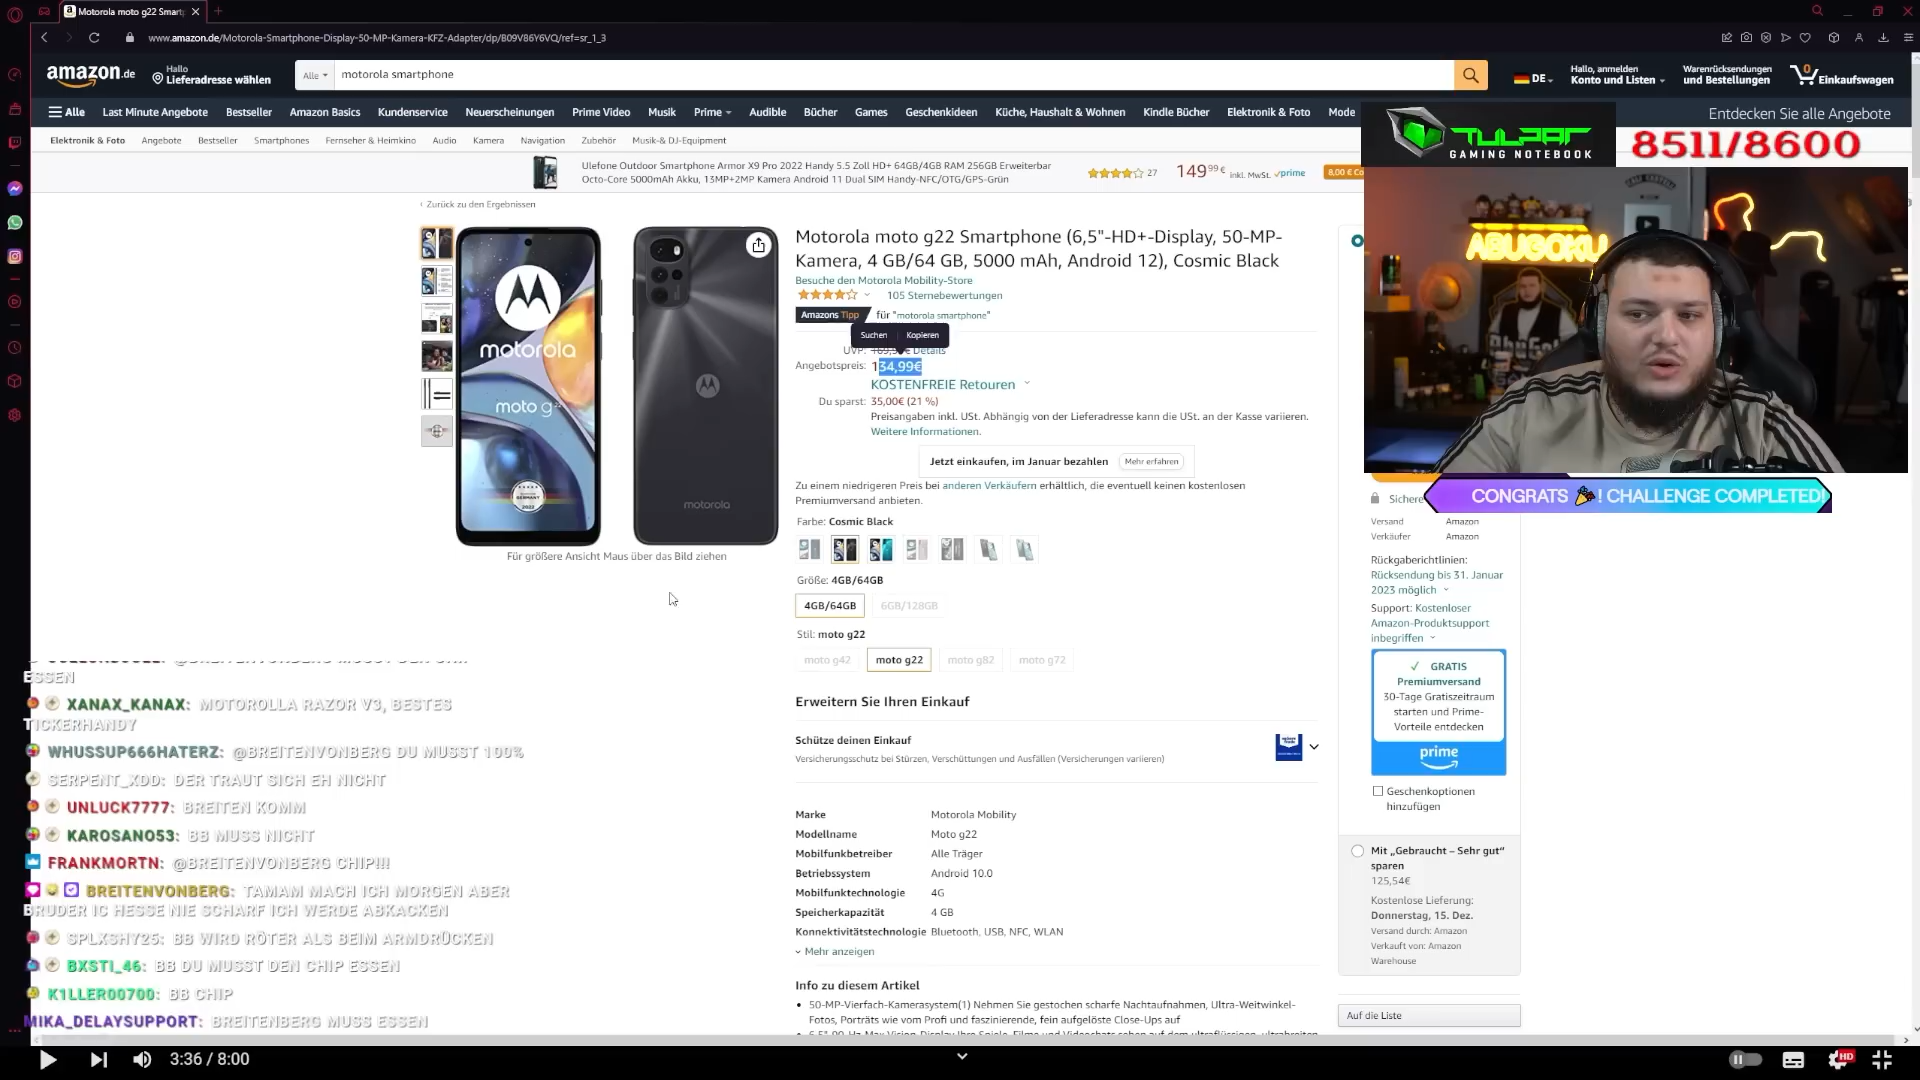 Motorola moto g22 Smartp
www.amazon.de/Motorola-Smartphone-Display-50-MP-Kamera-KFZ-Adapter/dp/B09V86Y6VQ/ref=sr_1_3
amazon.de
Hallo
Lieferadresse wählen
Alle
motorola smartphone
DE
Hallo, anmelden
Konto und Listen
Warenrücksendungen
und Bestellungen
0
Einkaufswagen
Alle
Last Minute Angebote
Bestseller
Amazon Basics
Kundenservice
Neuerscheinungen
Prime Video
Musik
Prime
Audible
Bücher
Games
Geschenkideen
Küche, Haushalt & Wohnen
Kindle Bücher
Elektronik & Foto
Mode
Entdecken Sie alle Angebote
Elektronik & Foto
Angebote
Bestseller
Smartphones
Fernseher & Heimkino
Audio
Kamera
Navigation
Zubehör
Musik-& DJ-Equipment
TULPAR
GAMING NOTEBOOK
8511/8600
Ulefone Outdoor Smartphone Armor X9 Pro 2022 Handy 5.5 Zoll HD+ 64GB/4GB RAM 256GB Erweiterbar
Octo-Core 5000mAh Akku, 13MP+2MP Kamera Android 11 Dual SIM Handy-NFC/OTG/GPS-Grün
27
149,99€ inkl. MwSt. prime
8,00 € Co
‹ Zurück zu den Ergebnissen
motorola
moto g22
GERMANY
2022
motorola
Für größere Ansicht Maus über das Bild ziehen
Motorola moto g22 Smartphone (6,5"-HD+-Display, 50-MP-
Kamera, 4 GB/64 GB, 5000 mAh, Android 12), Cosmic Black
Besuche den Motorola Mobility-Store
105 Sternebewertungen
Amazons Tipp
für "motorola smartphone"
Suchen
Kopieren
UVP: 169,99€ Details
Angebotspreis: 134,99€
KOSTENFREIE Retouren
Du sparst: 35,00€ (21 %)
Preisangaben inkl. USt. Abhängig von der Lieferadresse kann die USt. an der Kasse variieren.
Weitere Informationen.
Jetzt einkaufen, im Januar bezahlen
Mehr erfahren
Zu einem niedrigeren Preis bei anderen Verkäufern erhältlich, die eventuell keinen kostenlosen
Premiumversand anbieten.
Farbe: Cosmic Black
Größe: 4GB/64GB
4GB/64GB
6GB/128GB
Stil: moto g22
moto g42
moto g22
moto g82
moto g72
Erweitern Sie Ihren Einkauf
Schütze deinen Einkauf
Versicherungsschutz bei Stürzen, Verschüttungen und Ausfällen (Versicherungen variieren)
Marke
Motorola Mobility
Modellname
Moto g22
Mobilfunkbetreiber
Alle Träger
Betriebssystem
Android 10.0
Mobilfunktechnologie
4G
Speicherkapazität
4 GB
Konnektivitätstechnologie
Bluetooth, USB, NFC, WLAN
Mehr anzeigen
Info zu diesem Artikel
50-MP-Vierfach-Kamerasystem(1) Nehmen Sie gestochen scharfe Nachtaufnahmen, Ultra-Weitwinkel-
Fotos, Porträts wie vom Profi und faszinierende, fein aufgelöste Close-Ups auf
ABUGOKU
CONGRATS 🎉! CHALLENGE COMPLETED!
Sichere
Versand
Amazon
Verkäufer
Amazon
Rückgaberichtlinien:
Rücksendung bis 31. Januar
2023 möglich
Support: Kostenloser
Amazon-Produktsupport
inbegriffen
✓ GRATIS
Premiumversand
30-Tage Gratiszeitraum
starten und Prime-
Vorteile entdecken
prime
Geschenkoptionen
hinzufügen
Mit „Gebraucht – Sehr gut“
sparen
125,54€
Kostenlose Lieferung:
Donnerstag, 15. Dez.
Versand durch: Amazon
Verkauft von: Amazon
Warehouse
Auf die Liste
ESSEN
XANAX_KANAX: MOTOROLLA RAZOR V3, BESTES
TICKERHANDY
WHUSSUP666HATERZ: @BREITENVONBERG DU MUSST 100%
SERPENT_XDD: DER TRAUT SICH EH NICHT
UNLUCK7777: BREITEN KOMM
KAROSANO53: BB MUSS NICHT
FRANKMORTN: @BREITENVONBERG CHIP!!!
BREITENVONBERG: TAMAM MACH ICH MORGEN ABER
BRUDER IC HESSE NIE SCHARF ICH WERDE ABKACKEN
SPLXSHY25: BB WIRD RÖTER ALS BEIM ARMDRÜCKEN
BXSTI_46: BB DU MUSST DEN CHIP ESSEN
K1LLER00700: BB CHIP
MIKA_DELAYSUPPORT: BREITENBERG MUSS ESSEN
3:36 / 8:00
HD